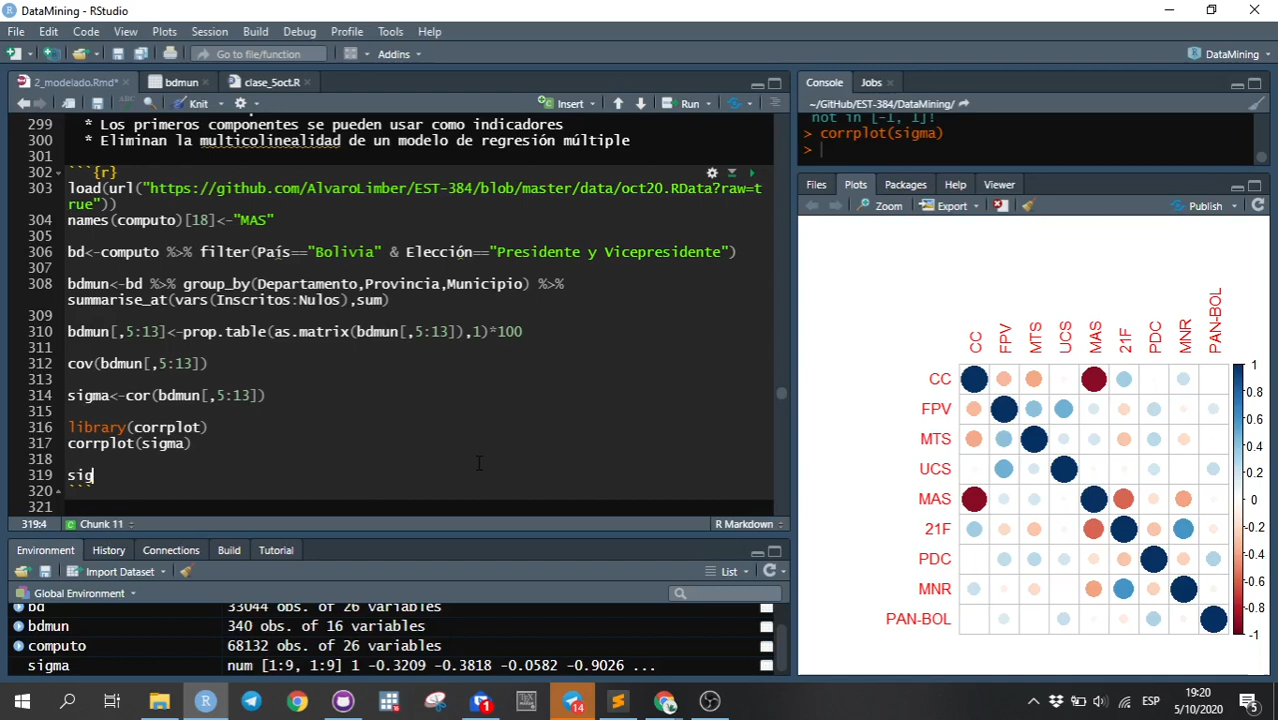 DataMining - RStudio
File Edit Code View Plots Session Build Debug Profile Tools Help
Go to file/function
Addins
DataMining
2_modelado.Rmd*
bdmun
clase_5oct.R
Knit
Insert
Run
299 * Los primeros componentes se pueden usar como indicadores
300 * Eliminan la multicolinealidad de un modelo de regresión múltiple
301
302 ```{r}
303 load(url("https://github.com/AlvaroLimber/EST-384/blob/master/data/oct20.RData?raw=t
rue"))
304 names(computo)[18]<-"MAS"
305
306 bd<-computo %>% filter(País=="Bolivia" & Elección=="Presidente y Vicepresidente")
307
308 bdmun<-bd %>% group_by(Departamento,Provincia,Municipio) %>%
summarise_at(vars(Inscritos:Nulos),sum)
309
310 bdmun[,5:13]<-prop.table(as.matrix(bdmun[,5:13]),1)*100
311
312 cov(bdmun[,5:13])
313
314 sigma<-cor(bdmun[,5:13])
315
316 library(corrplot)
317 corrplot(sigma)
318
319 sig
320 ```
321
319:4 Chunk 11 R Markdown
Environment History Connections Build Tutorial
Import Dataset
List
Global Environment
bd 33044 obs. of 26 variables
bdmun 340 obs. of 16 variables
computo 68132 obs. of 26 variables
sigma num [1:9, 1:9] 1 -0.3209 -0.3818 -0.0582 -0.9026 ...
Console Jobs
~/GitHub/EST-384/DataMining/
not in [-1, 1]!
> corrplot(sigma)
>
Files Plots Packages Help Viewer
Zoom Export Publish
CC FPV MTS UCS MAS 21F PDC MNR PAN-BOL
CC
FPV
MTS
UCS
MAS
21F
PDC
MNR
PAN-BOL
1
0.8
0.6
0.4
0.2
0
-0.2
-0.4
-0.6
-0.8
-1
14
1
ESP
19:20
5/10/2020
5